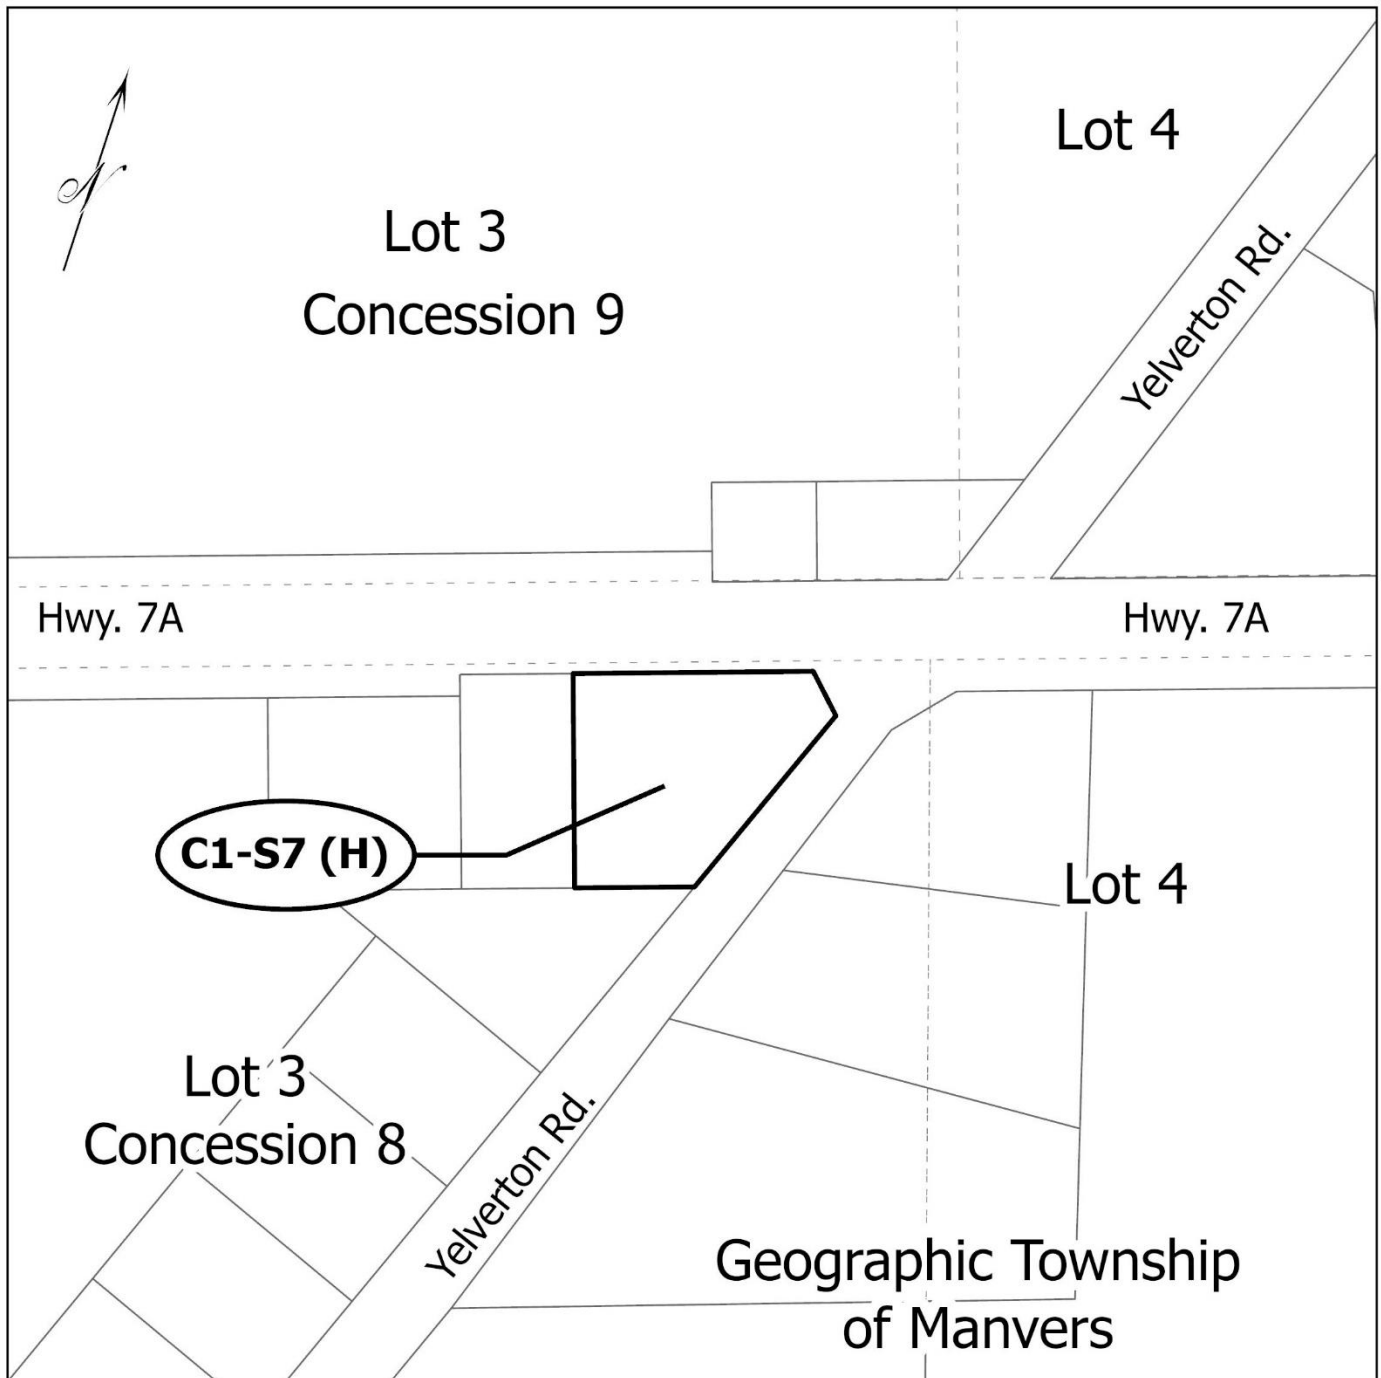 Lot 4
N
Lot 3
Concession 9
Yelverton Rd.
Hwy. 7A
Hwy. 7A
C1-S7 (H)
Lot 4
Lot 3
Concession 8
Yelverton Rd.
Geographic Township
of Manvers